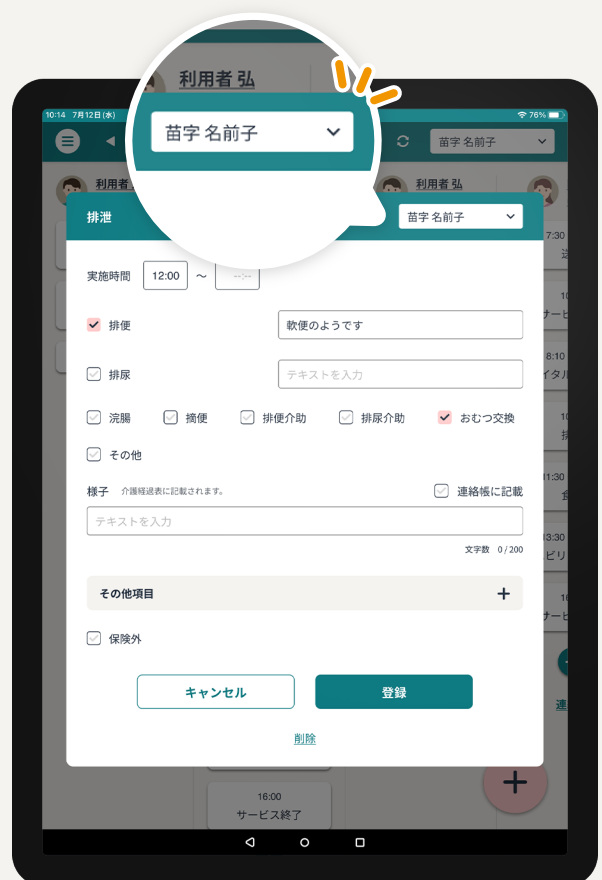 利用者 弘
苗字 名前子
10:14 7月12日(水)
76%
苗字 名前子
利用者
利用者 弘
排泄
苗字 名前子
実施時間 12:00 ～ --:--
排便 軟便のようです
排尿 テキストを入力
浣腸 摘便 排便介助 排尿介助 おむつ交換
その他
様子 介護経過表に記載されます。 連絡帳に記載
テキストを入力
文字数 0 / 200
その他項目
保険外
キャンセル 登録
削除
7:30
8:10
11:30
13:30
16:00
サービス終了